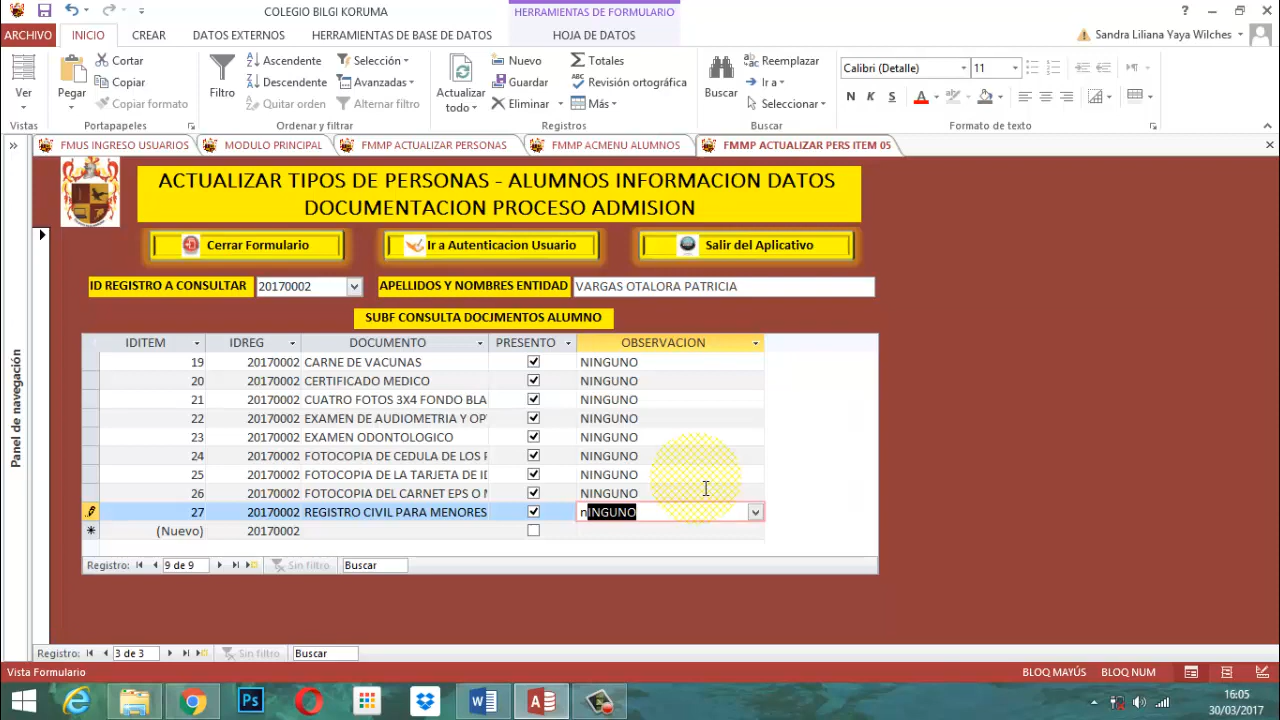 COLEGIO BILGI KORUMA
HERRAMIENTAS DE FORMULARIO
ARCHIVO INICIO CREAR DATOS EXTERNOS HERRAMIENTAS DE BASE DE DATOS HOJA DE DATOS
Sandra Liliana Yaya Wilches
Ver
Pegar
Cortar
Copiar
Copiar formato
Filtro
Ascendente
Descendente
Quitar orden
Selección
Avanzadas
Alternar filtro
Actualizar todo
Nuevo
Guardar
Eliminar
Totales
Revisión ortográfica
Más
Buscar
Reemplazar
Ir a
Seleccionar
Calibri (Detalle) 11
N K S
Vistas Portapapeles Ordenar y filtrar Registros Buscar Formato de texto
FMUS INGRESO USUARIOS MODULO PRINCIPAL FMMP ACTUALIZAR PERSONAS FMMP ACMENU ALUMNOS FMMP ACTUALIZAR PERS ITEM 05
Panel de navegación
ACTUALIZAR TIPOS DE PERSONAS - ALUMNOS INFORMACION DATOS
DOCUMENTACION PROCESO ADMISION
Cerrar Formulario Ir a Autenticacion Usuario Salir del Aplicativo
ID REGISTRO A CONSULTAR 20170002 APELLIDOS Y NOMBRES ENTIDAD VARGAS OTALORA PATRICIA
SUBF CONSULTA DOCJMENTOS ALUMNO
IDITEM IDREG DOCUMENTO PRESENTO OBSERVACION
19 20170002 CARNE DE VACUNAS NINGUNO
20 20170002 CERTIFICADO MEDICO NINGUNO
21 20170002 CUATRO FOTOS 3X4 FONDO BLA NINGUNO
22 20170002 EXAMEN DE AUDIOMETRIA Y OP NINGUNO
23 20170002 EXAMEN ODONTOLOGICO NINGUNO
24 20170002 FOTOCOPIA DE CEDULA DE LOS P NINGUNO
25 20170002 FOTOCOPIA DE LA TARJETA DE ID NINGUNO
26 20170002 FOTOCOPIA DEL CARNET EPS O M NINGUNO
27 20170002 REGISTRO CIVIL PARA MENORES nINGUNO
(Nuevo) 20170002
Registro: 9 de 9 Sin filtro Buscar
Registro: 3 de 3 Sin filtro Buscar
Vista Formulario BLOQ MAYÚS BLOQ NUM
16:05
30/03/2017